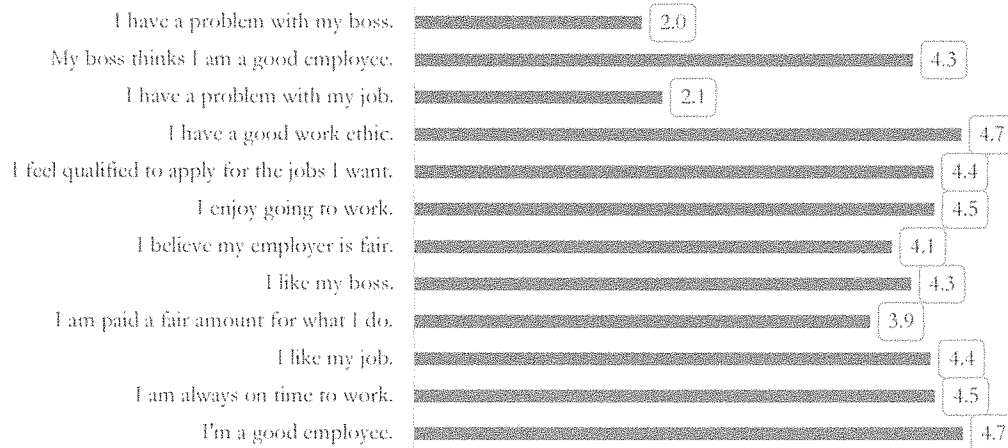 I have a problem with my boss. 2.0
My boss thinks I am a good employee. 4.3
I have a problem with my job. 2.1
I have a good work ethic. 4.7
I feel qualified to apply for the jobs I want. 4.4
I enjoy going to work. 4.5
I believe my employer is fair. 4.1
I like my boss. 4.3
I am paid a fair amount for what I do. 3.9
I like my job. 4.4
I am always on time to work. 4.5
I'm a good employee. 4.7